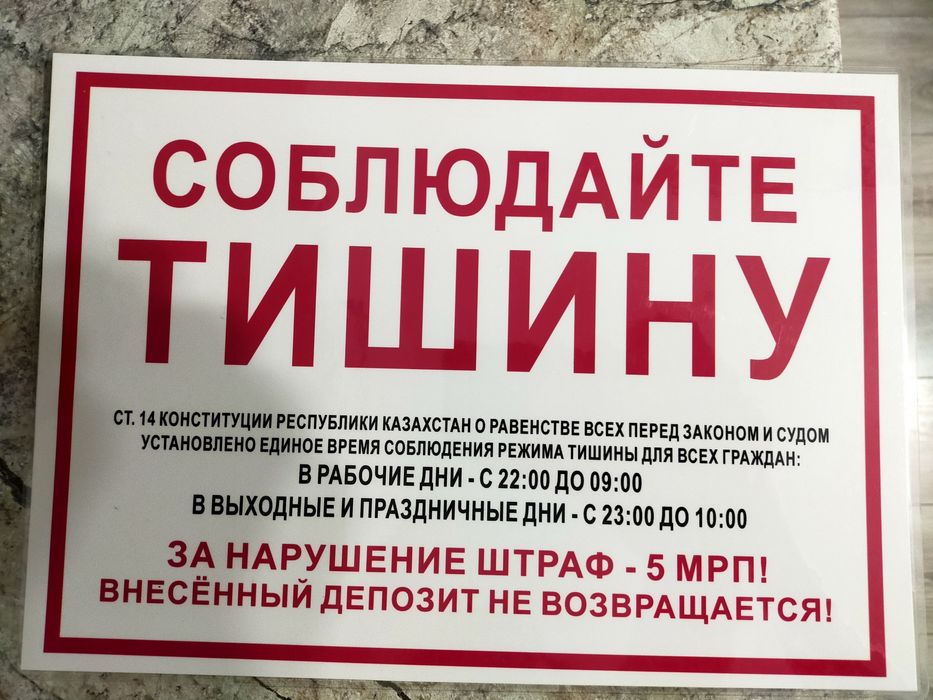 СОБЛЮДАЙТЕ
ТИШИНУ
СТ. 14 КОНСТИТУЦИИ РЕСПУБЛИКИ КАЗАХСТАН О РАВЕНСТВЕ ВСЕХ ПЕРЕД ЗАКОНОМ И СУДОМ
УСТАНОВЛЕНО ЕДИНОЕ ВРЕМЯ СОБЛЮДЕНИЯ РЕЖИМА ТИШИНЫ ДЛЯ ВСЕХ ГРАЖДАН:
В РАБОЧИЕ ДНИ - С 22:00 ДО 09:00
В ВЫХОДНЫЕ И ПРАЗДНИЧНЫЕ ДНИ - С 23:00 ДО 10:00
ЗА НАРУШЕНИЕ ШТРАФ - 5 МРП!
ВНЕСЁННЫЙ ДЕПОЗИТ НЕ ВОЗВРАЩАЕТСЯ!